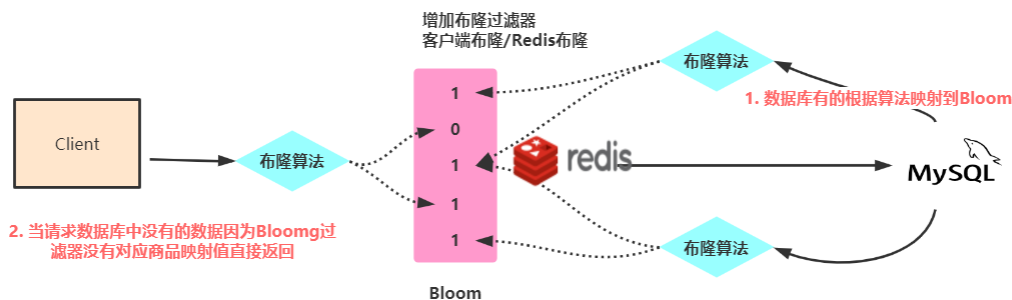 增加布隆过滤器
客户端布隆/Redis布隆
布隆算法
1. 数据库有的根据算法映射到Bloom
Client
布隆算法
1
0
1
1
1
redis
MySQL
2. 当请求数据库中没有的数据因为Bloomg过
滤器没有对应商品映射值直接返回
布隆算法
Bloom